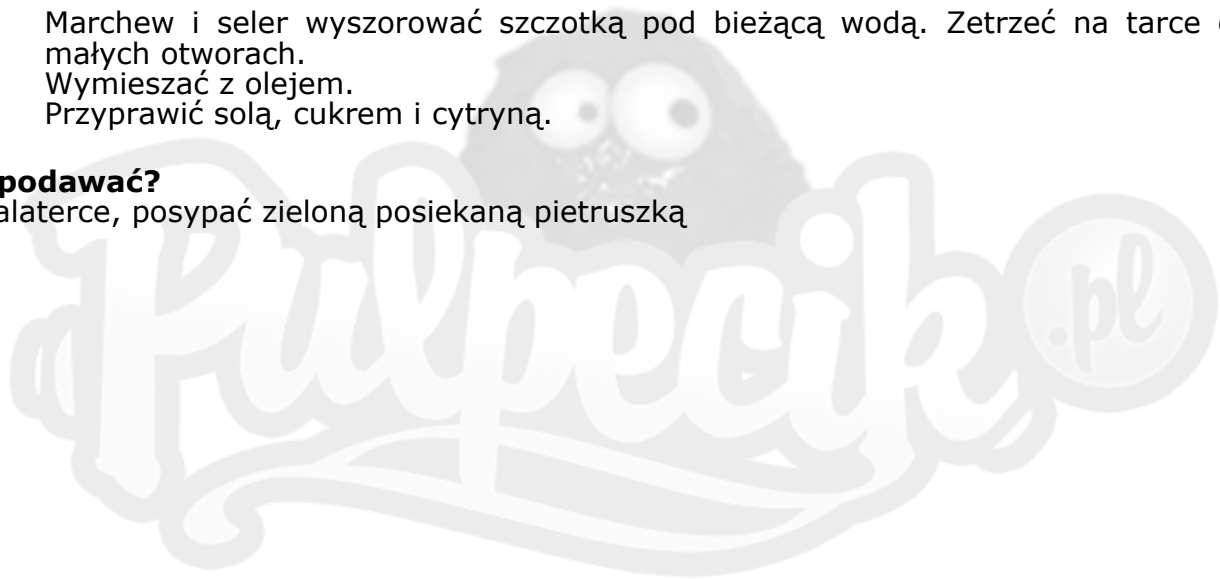 Marchew i seler wyszorować szczotką pod bieżącą wodą. Zetrzeć na tarce
małych otworach.
Wymieszać z olejem.
Przyprawić solą, cukrem i cytryną.
podawać?
alaterce, posypać zieloną posiekaną pietruszką
Pulpecik.pl